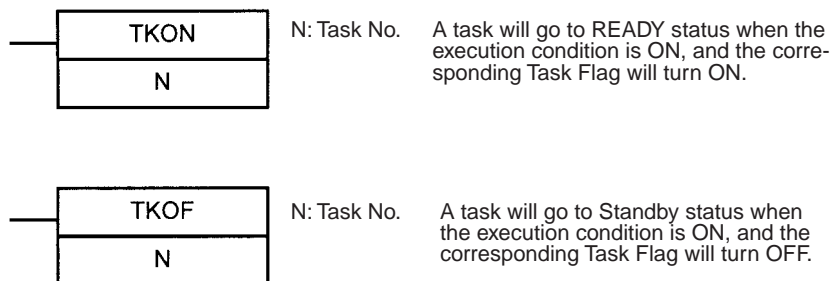 TKON
N
N: Task No.
A task will go to READY status when the
execution condition is ON, and the corre-
sponding Task Flag will turn ON.
TKOF
N
N: Task No.
A task will go to Standby status when
the execution condition is ON, and the
corresponding Task Flag will turn OFF.